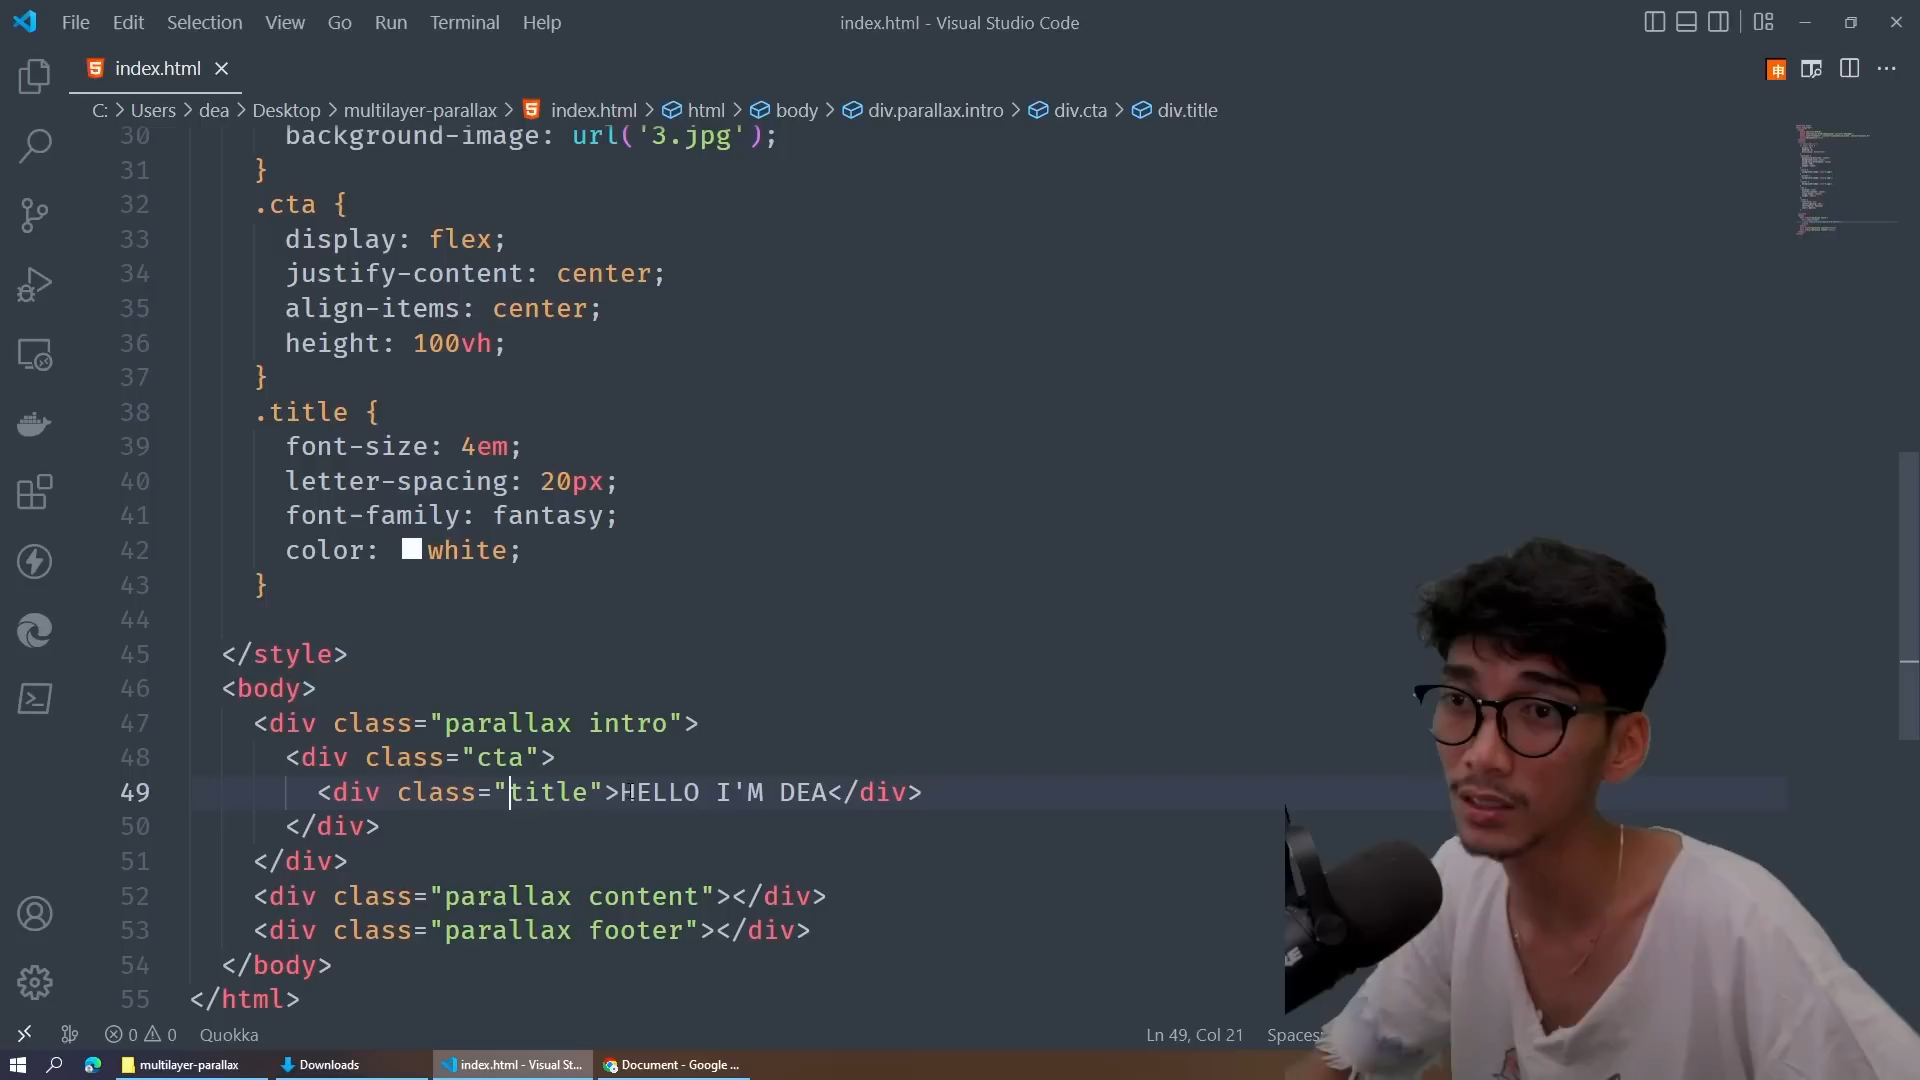 File Edit Selection View Go Run Terminal Help
index.html - Visual Studio Code
index.html
C: > Users > dea > Desktop > multilayer-parallax > index.html > html > body > div.parallax.intro > div.cta > div.title
30 background-image: url('3.jpg');
31 }
32 .cta {
33 display: flex;
34 justify-content: center;
35 align-items: center;
36 height: 100vh;
37 }
38 .title {
39 font-size: 4em;
40 letter-spacing: 20px;
41 font-family: fantasy;
42 color: white;
43 }
44
45 </style>
46 <body>
47 <div class="parallax intro">
48 <div class="cta">
49 <div class="title">HELLO I'M DEA</div>
50 </div>
51 </div>
52 <div class="parallax content"></div>
53 <div class="parallax footer"></div>
54 </body>
55 </html>
0 0 Quokka
Ln 49, Col 21 Spaces:
multilayer-parallax Downloads index.html - Visual St... Document - Google ...